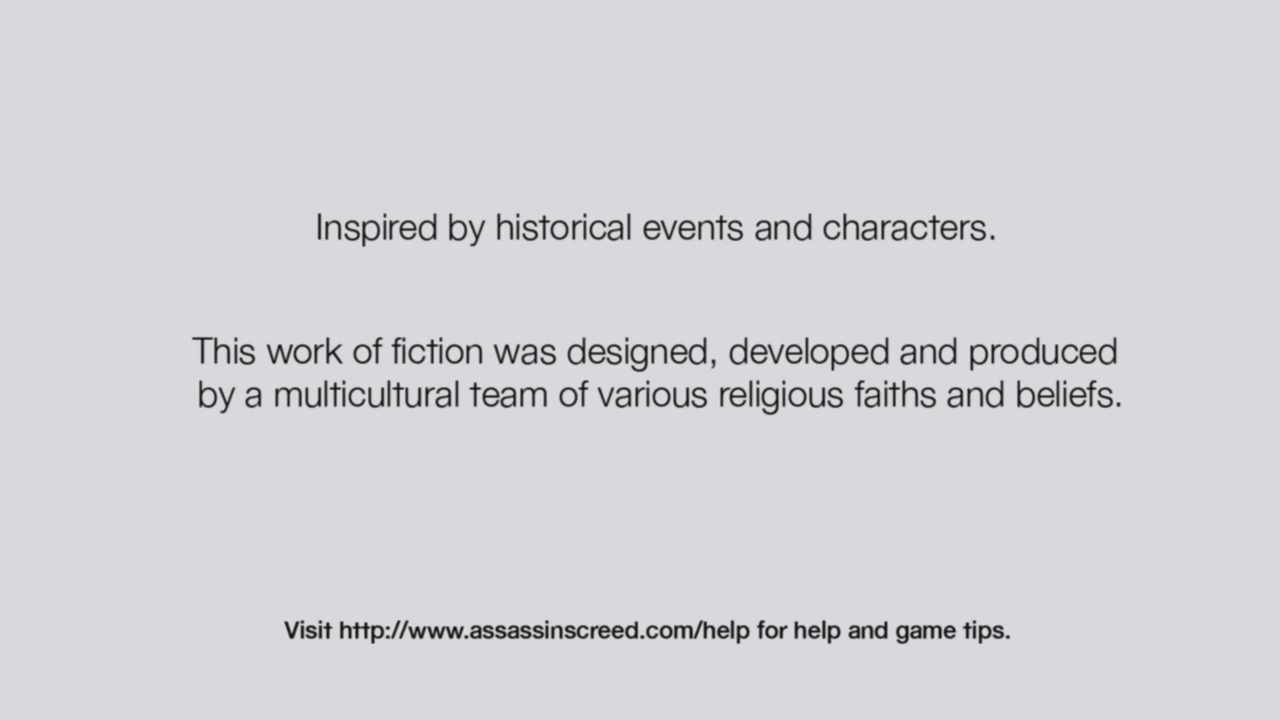 Inspired by historical events and characters.
This work of fiction was designed, developed and produced
by a multicultural team of various religious faiths and beliefs.
Visit http://www.assassinscreed.com/help for help and game tips.